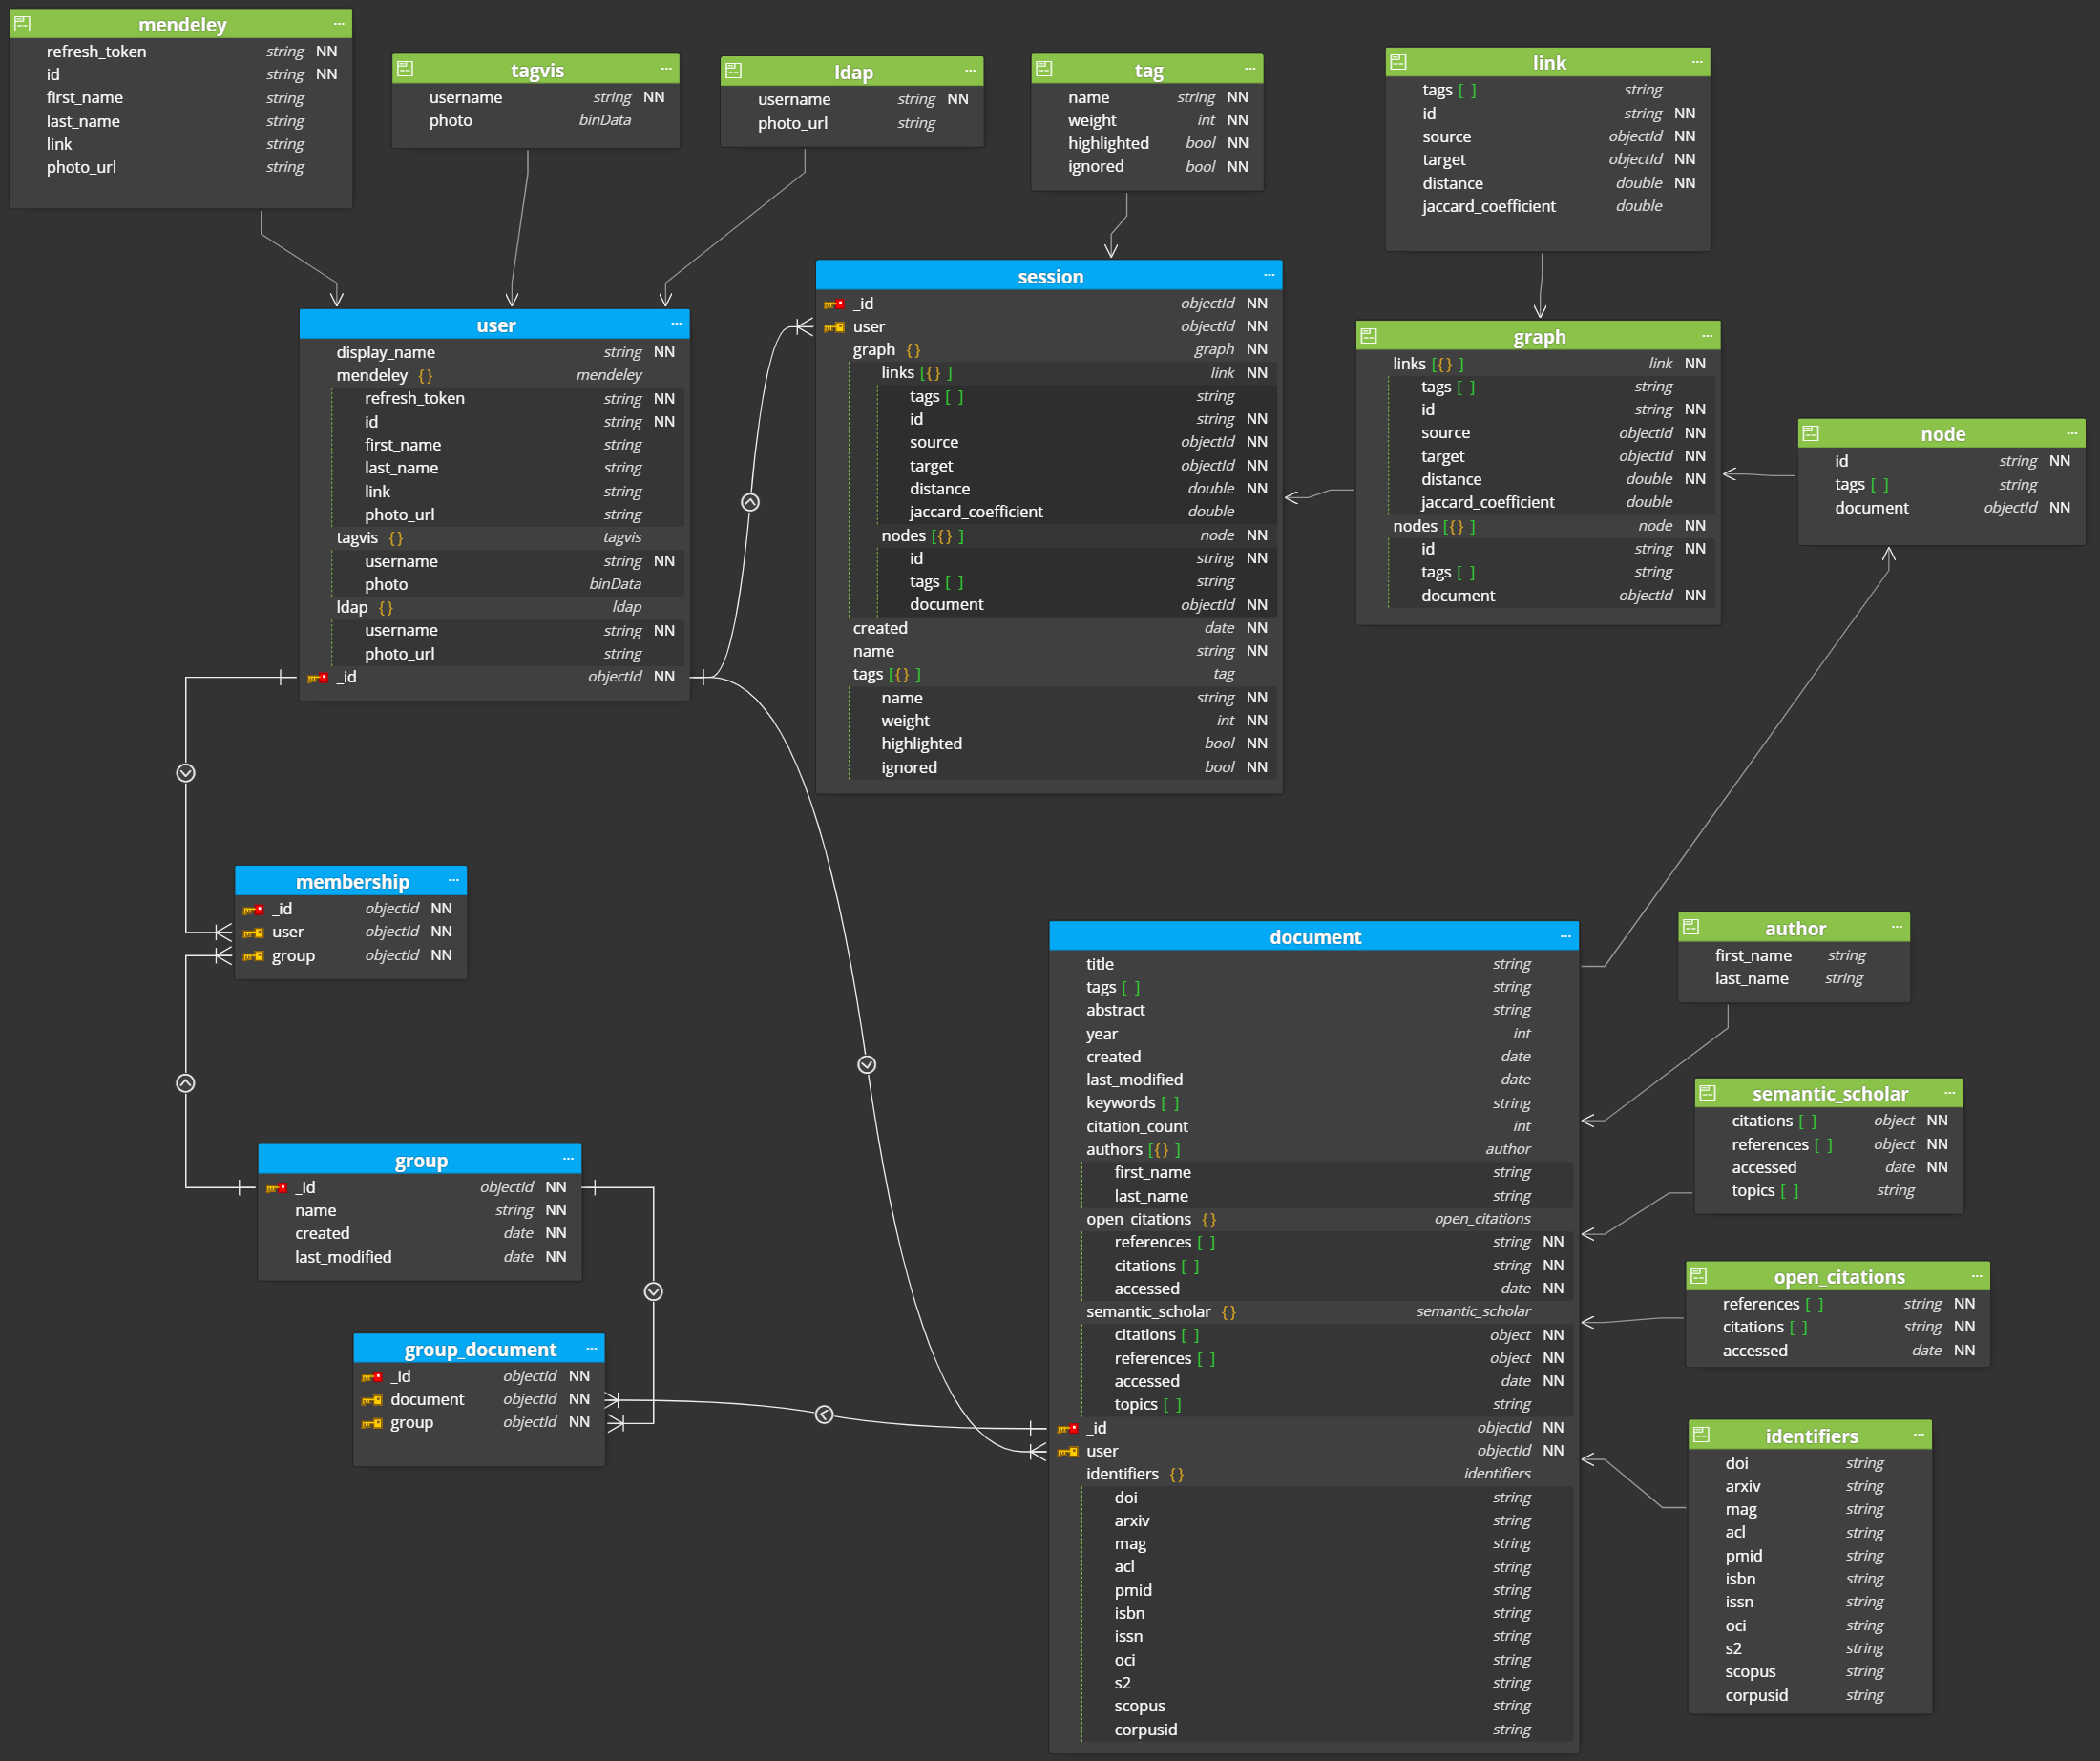 mendeley ...
refresh_token string NN
id string NN
first_name string
last_name string
link string
photo_url string
tagvis ...
username string NN
photo binData
ldap ...
username string NN
photo_url string
tag ...
name string NN
weight int NN
highlighted bool NN
ignored bool NN
link ...
tags [ ] string
id string NN
source objectId NN
target objectId NN
distance double NN
jaccard_coefficient double
user ...
display_name string NN
mendeley {} mendeley
refresh_token string NN
id string NN
first_name string
last_name string
link string
photo_url string
tagvis {} tagvis
username string NN
photo binData
ldap {} ldap
username string NN
photo_url string
_id objectId NN
session ...
_id objectId NN
user objectId NN
graph {} graph NN
links [{} ] link NN
tags [ ] string
id string NN
source objectId NN
target objectId NN
distance double NN
jaccard_coefficient double
nodes [{} ] node NN
id string NN
tags [ ] string
document objectId NN
created date NN
name string NN
tags [{} ] tag
name string NN
weight int NN
highlighted bool NN
ignored bool NN
graph ...
links [{} ] link NN
tags [ ] string
id string NN
source objectId NN
target objectId NN
distance double NN
jaccard_coefficient double
nodes [{} ] node NN
id string NN
tags [ ] string
document objectId NN
node ...
id string NN
tags [ ] string
document objectId NN
membership ...
_id objectId NN
user objectId NN
group objectId NN
group ...
_id objectId NN
name string NN
created date NN
last_modified date NN
group_document ...
_id objectId NN
document objectId NN
group objectId NN
document ...
title string
tags [ ] string
abstract string
year int
created date
last_modified date
keywords [ ] string
citation_count int
authors [{} ] author
first_name string
last_name string
open_citations {} open_citations
references [ ] string NN
citations [ ] string NN
accessed date NN
semantic_scholar {} semantic_scholar
citations [ ] object NN
references [ ] object NN
accessed date NN
topics [ ] string
_id objectId NN
user objectId NN
identifiers {} identifiers
doi string
arxiv string
mag string
acl string
pmid string
isbn string
issn string
oci string
s2 string
scopus string
corpusid string
author ...
first_name string
last_name string
semantic_scholar ...
citations [ ] object NN
references [ ] object NN
accessed date NN
topics [ ] string
open_citations ...
references [ ] string NN
citations [ ] string NN
accessed date NN
identifiers ...
doi string
arxiv string
mag string
acl string
pmid string
isbn string
issn string
oci string
s2 string
scopus string
corpusid string